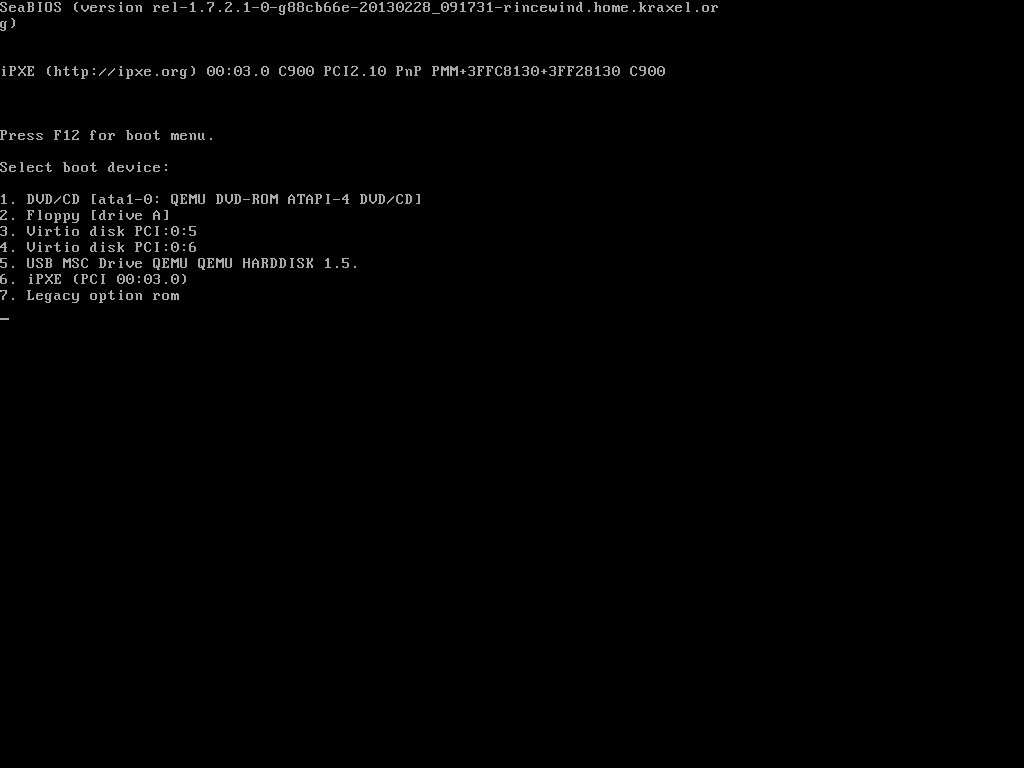 SeaBIOS (version rel-1.7.2.1-0-g88cb66e-20130228_091731-rincewind.home.kraxel.or
g)
iPXE (http://ipxe.org) 00:03.0 C900 PCI2.10 PnP PMM+3FFC8130+3FF28130 C900
Press F12 for boot menu.
Select boot device:
1. DVD/CD [ata1-0: QEMU DVD-ROM ATAPI-4 DVD/CD]
2. Floppy [drive A]
3. Virtio disk PCI:0:5
4. Virtio disk PCI:0:6
5. USB MSC Drive QEMU QEMU HARDDISK 1.5.
6. iPXE (PCI 00:03.0)
7. Legacy option rom